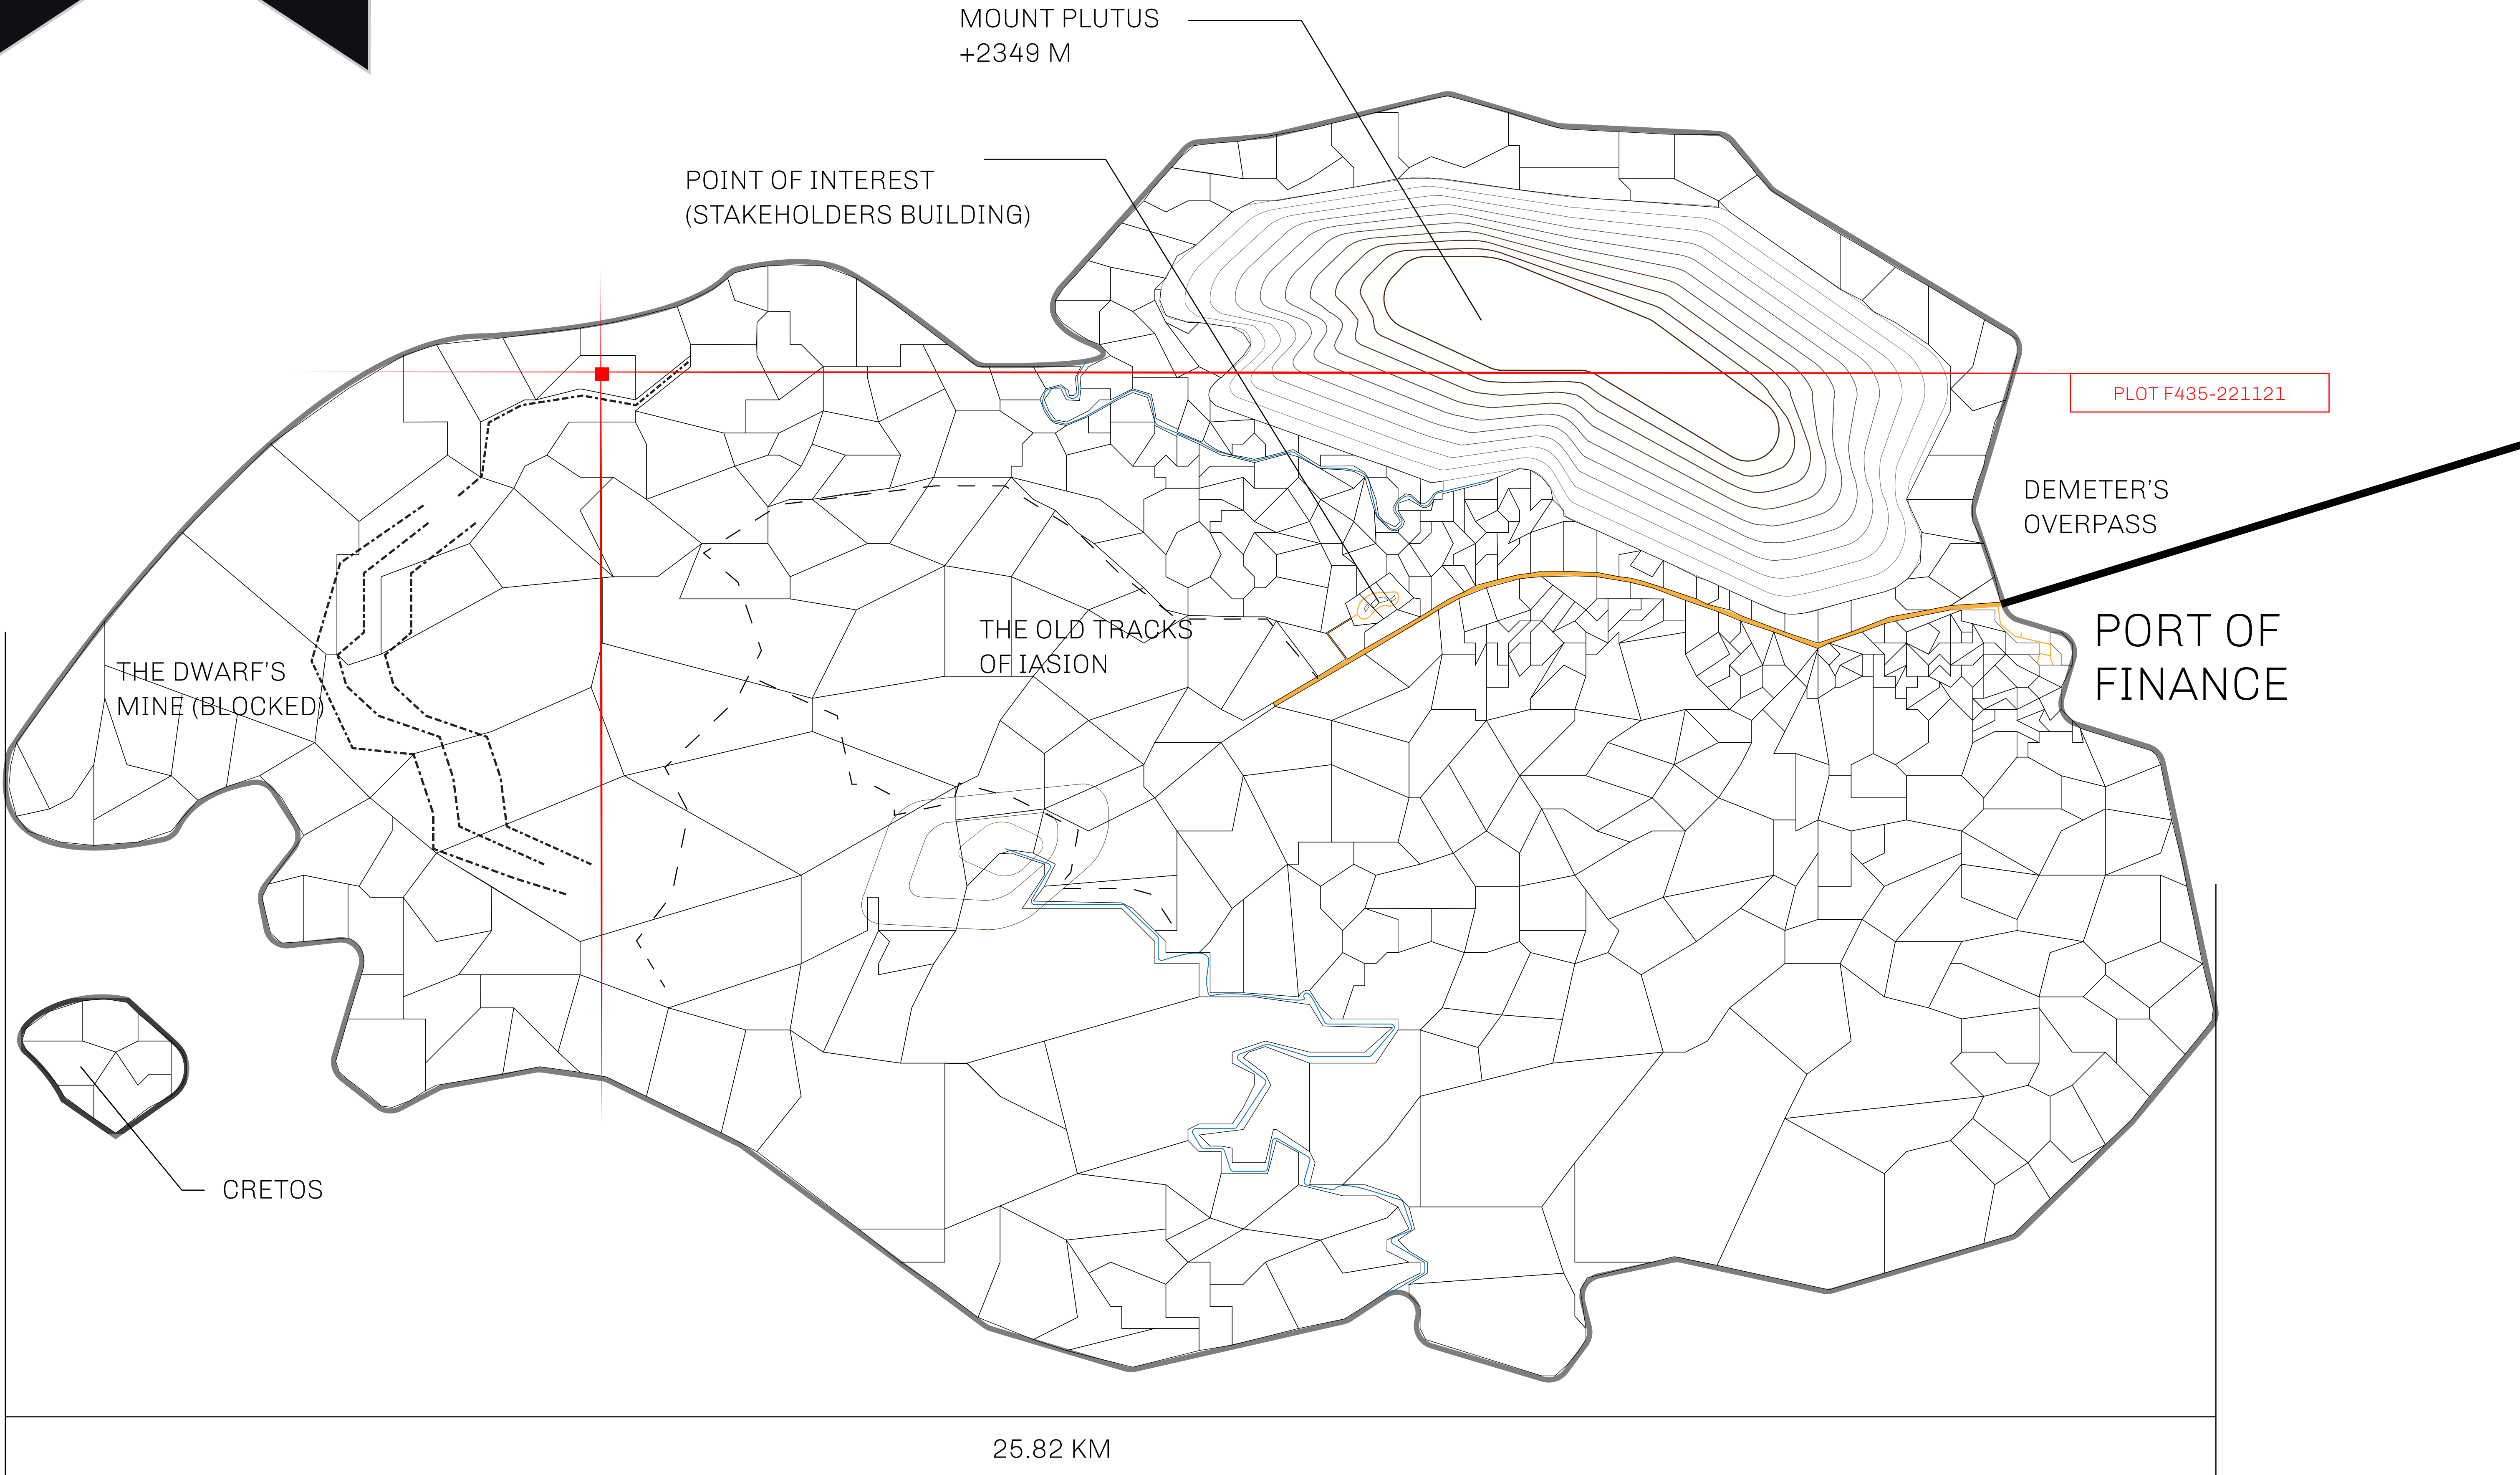 MOUNT PLUTUS
+2349 M
POINT OF INTEREST
(STAKEHOLDERS BUILDING)
PLOT F435-221121
DEMETER'S
OVERPASS
PORT OF
FINANCE
THE OLD TRACKS
OF IASION
THE DWARF'S
MINE (BLOCKED)
CRETOS
25.82 KM